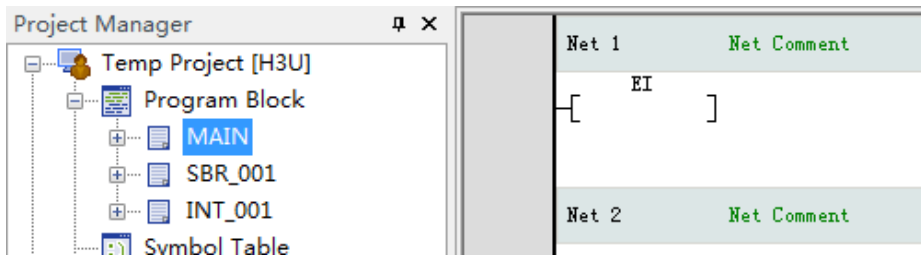 Project Manager
Temp Project [H3U]
Program Block
MAIN
SBR_001
INT_001
Symbol Table
Net 1 Net Comment
EI
Net 2 Net Comment